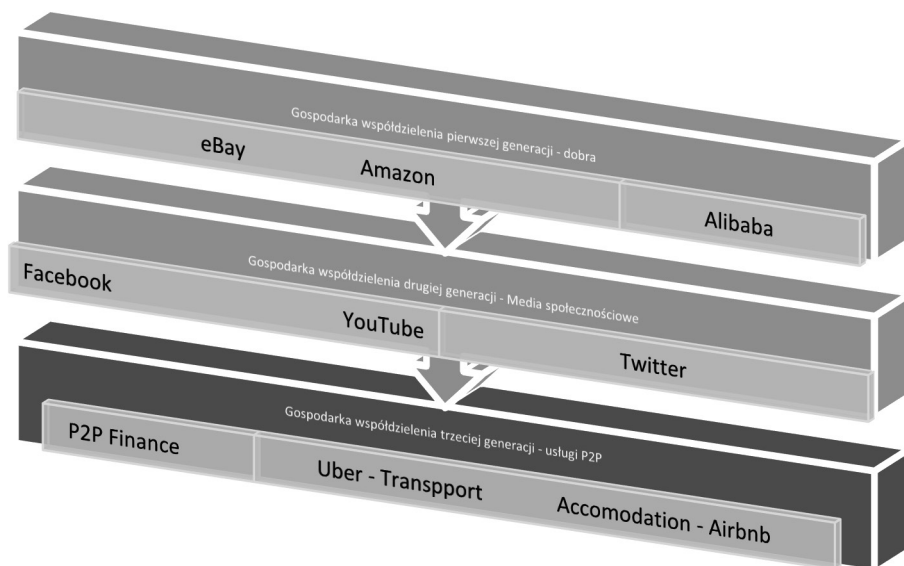 Gospodarka współdzielenia pierwszej generacji - dobra
eBay
Amazon
Alibaba
Gospodarka współdzielenia drugiej generacji - Media społecznościowe
Facebook
YouTube
Twitter
Gospodarka współdzielenia trzeciej generacji - usługi P2P
P2P Finance
Uber - Transpport
Accomodation - Airbnb